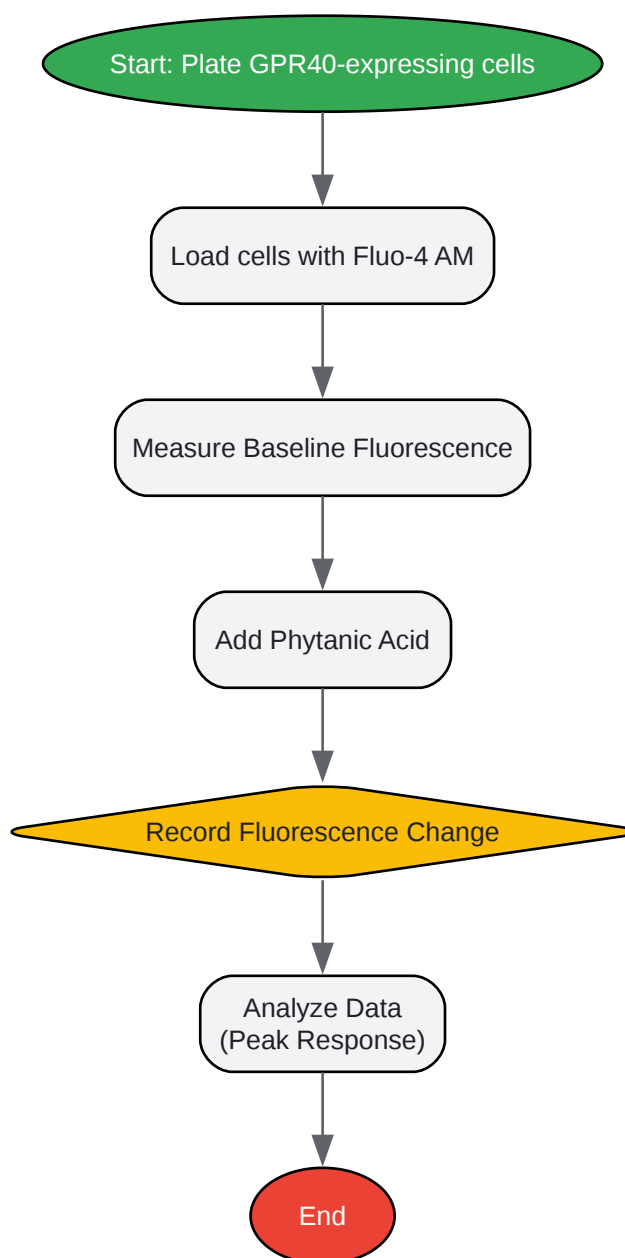 Start: Plate GPR40-expressing cells
Load cells with Fluo-4 AM
Measure Baseline Fluorescence
Add Phytanic Acid
Record Fluorescence Change
Analyze Data
(Peak Response)
End